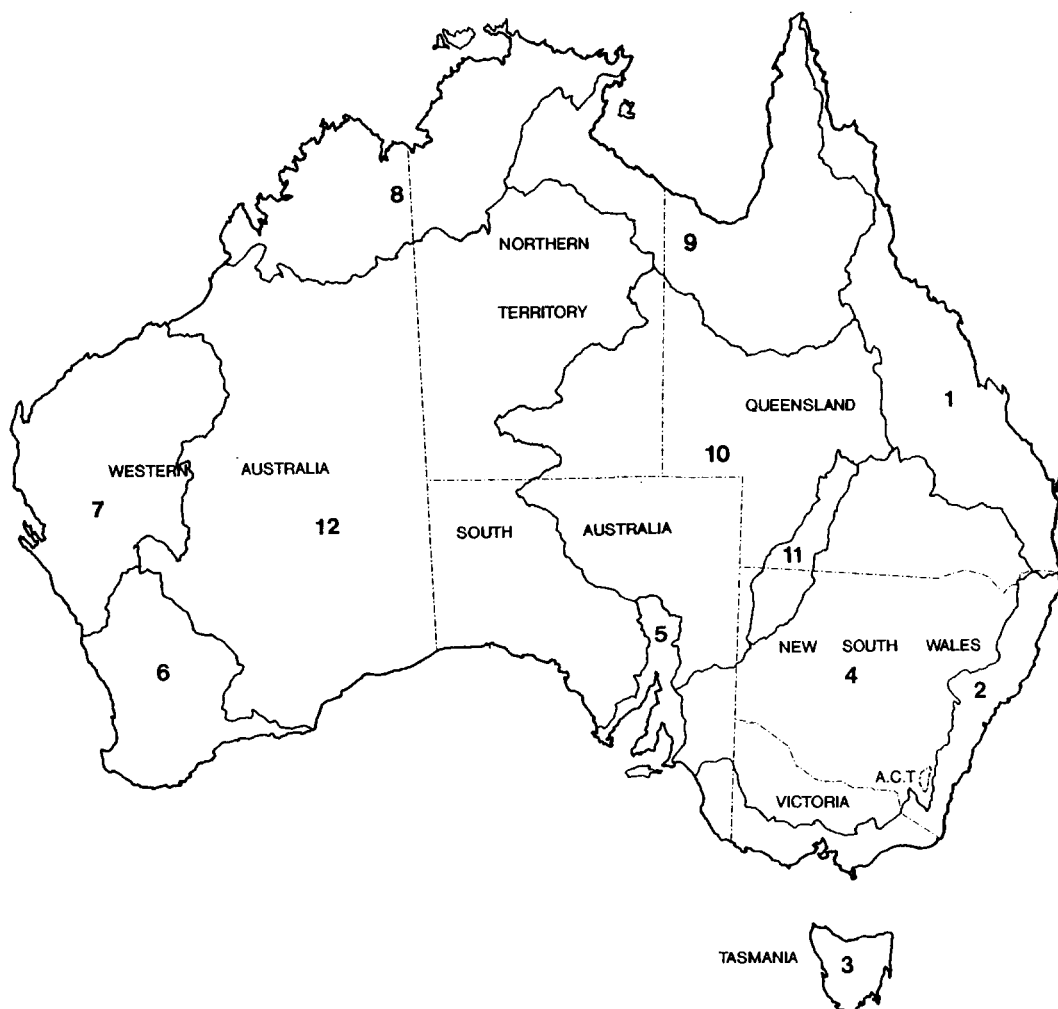 8
9
NORTHERN
TERRITORY
1
QUEENSLAND
10
WESTERN AUSTRALIA
7
12
SOUTH AUSTRALIA
11
5
NEW SOUTH WALES
6
4
2
A.C.T
VICTORIA
TASMANIA
3